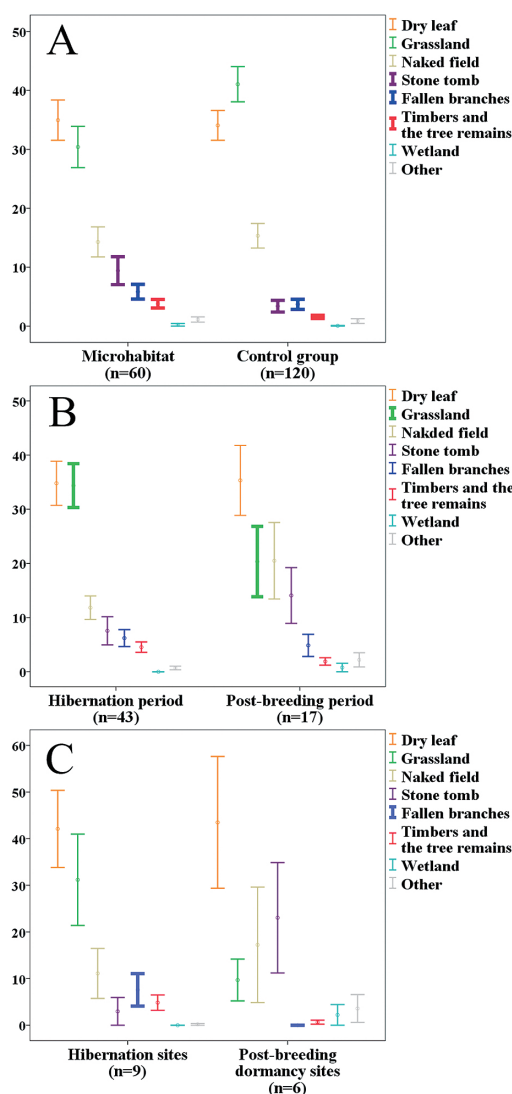 A
50
40
30
20
10
0
Microhabitat
(n=60)
Control group
(n=120)
Dry leaf
Grassland
Naked field
Stone tomb
Fallen branches
Timbers and
the tree remains
Wetland
Other
B
50
40
30
20
10
0
Hibernation period
(n=43)
Post-breeding period
(n=17)
Dry leaf
Grassland
Nakded field
Stone tomb
Fallen branches
Timbers and the
tree remains
Wetland
Other
C
60
50
40
30
20
10
0
Hibernation sites
(n=9)
Post-breeding
dormancy sites
(n=6)
Dry leaf
Grassland
Naked field
Stone tomb
Fallen branches
Timbers and
the tree remains
Wetland
Other